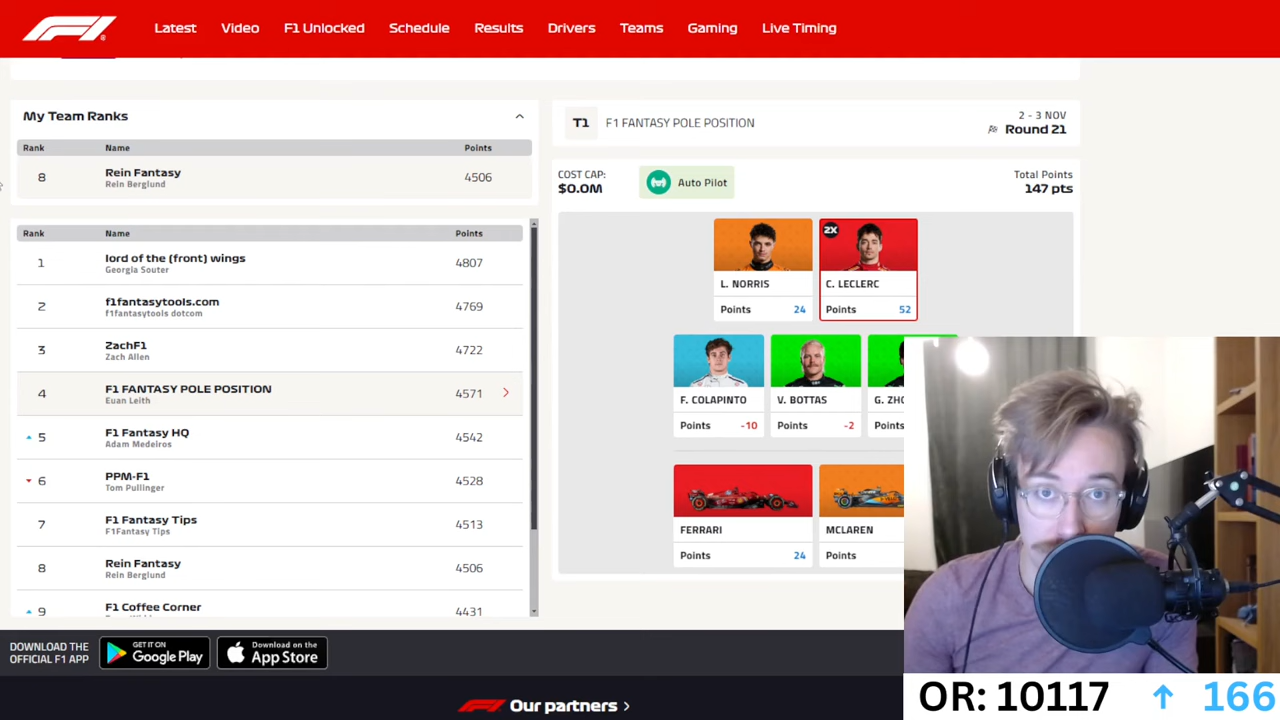 Latest Video F1 Unlocked Schedule Results Drivers Teams Gaming Live Timing
My Team Ranks
Rank Name Points
8 Rein Fantasy 4506
Rein Berglund
Rank Name Points
1 lord of the (front) wings 4807
Georgia Souter
2 f1fantasytools.com 4769
f1fantasytools dotcom
3 ZachF1 4722
Zach Allen
4 F1 FANTASY POLE POSITION 4571
Euan Leith
5 F1 Fantasy HQ 4542
Adam Medeiros
6 PPM-F1 4528
Tom Pullinger
7 F1 Fantasy Tips 4513
F1Fantasy Tips
8 Rein Fantasy 4506
Rein Berglund
9 F1 Coffee Corner 4431
T1 F1 FANTASY POLE POSITION
2 - 3 NOV
Round 21
COST CAP:
$0.0M
Auto Pilot
Total Points
147 pts
2X
L. NORRIS C. LECLERC
Points 24 Points 52
F. COLAPINTO V. BOTTAS G. ZHO
Points -10 Points -2 Points
FERRARI MCLAREN
Points 24 Points
DOWNLOAD THE
OFFICIAL F1 APP
GET IT ON
Google Play
Download on the
App Store
Our partners
OR: 10117 ↑ 166